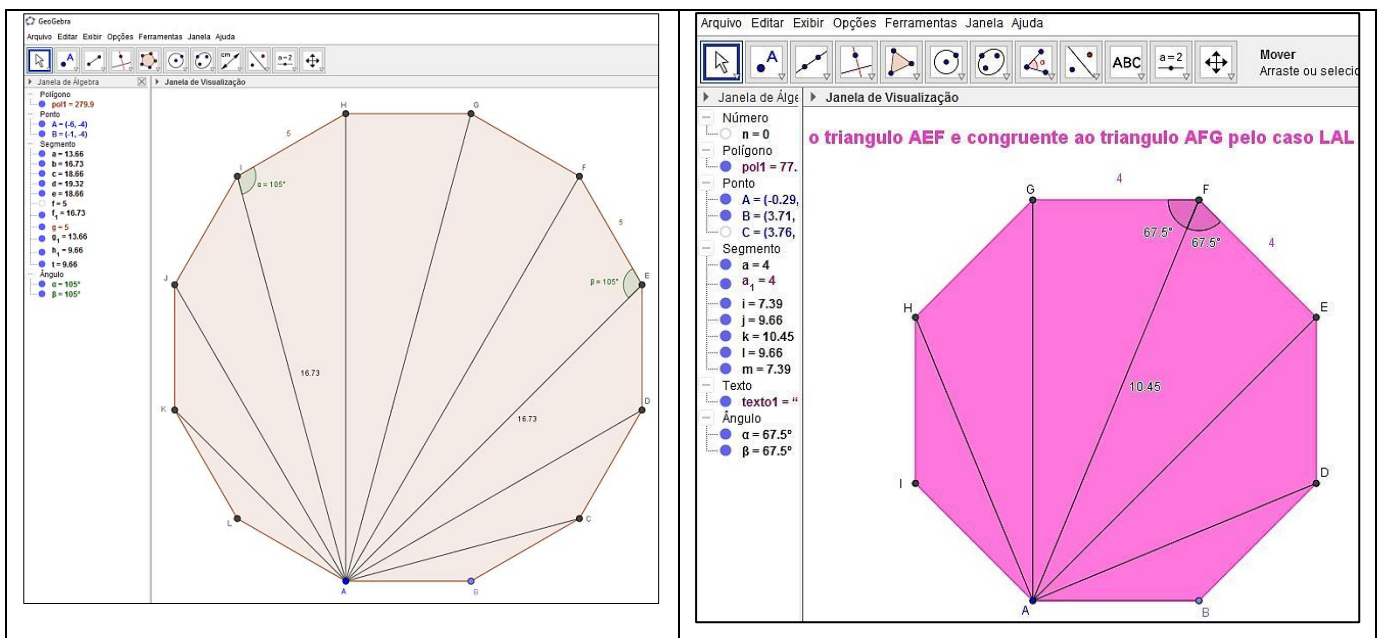 GeoGebra
Arquivo Editar Exibir Opções Ferramentas Janela Ajuda
cm
a=2
Janela de Álgebra
Janela de Visualização
Polígono
pol1 = 279.9
Ponto
A = (-6, -4)
B = (-1, -4)
Segmento
a = 13.66
b = 16.73
c = 18.66
d = 19.32
e = 18.66
f = 5
f1 = 16.73
g = 5
g1 = 13.66
h1 = 9.66
t = 9.66
Ângulo
α = 105°
β = 105°
H
G
5
I
α = 105°
F
5
J
β = 105°
E
16.73
16.73
K
D
L
C
A
B
Arquivo Editar Exibir Opções Ferramentas Janela Ajuda
A
α
ABC
a=2
Mover
Arraste ou selecio
Janela de Álge
Janela de Visualização
Número
n = 0
Polígono
pol1 = 77.
Ponto
A = (-0.29,
B = (3.71,
C = (3.76,
Segmento
a = 4
a1 = 4
i = 7.39
j = 9.66
k = 10.45
l = 9.66
m = 7.39
Texto
texto1 = “
Ângulo
α = 67.5º
β = 67.5º
o triangulo AEF e congruente ao triangulo AFG pelo caso LAL
4
G
F
67.5º
67.5º
4
H
E
10.45
I
D
A
B